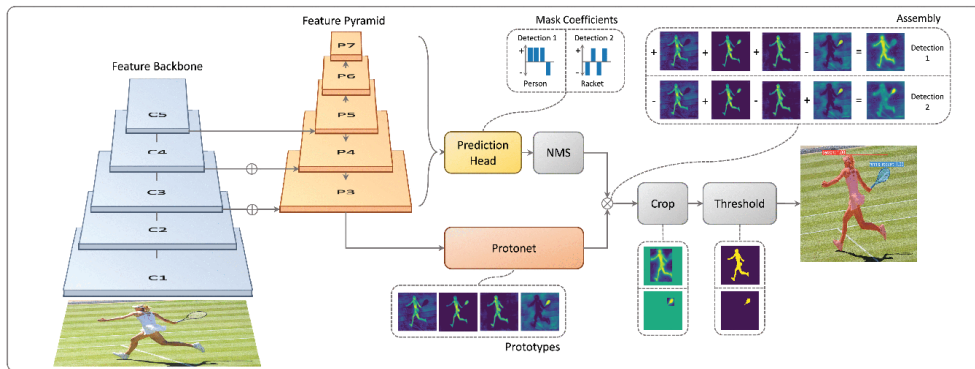 Feature Pyramid
Feature Backbone
P7
P6
P5
P4
P3
C5
C4
C3
C2
C1
Mask Coefficients
Detection 1
Detection 2
+
-
+
-
Person
Racket
Assembly
+ + + - = Detection
1
- + - + = Detection
2
Prediction
Head
NMS
Crop
Threshold
Protonet
Prototypes